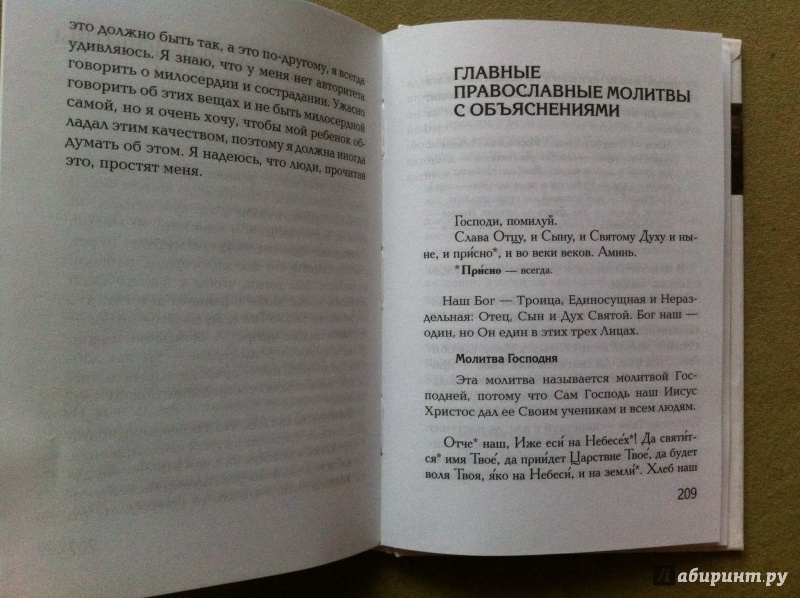 это должно быть так, а это по-другому, я всегда
удивляюсь. Я знаю, что у меня нет авторитета
говорить о милосердии и сострадании. Ужасно
говорить об этих вещах и не быть милосердной
самой, но я очень хочу, чтобы мой ребенок об-
ладал этим качеством, поэтому я должна иногда
думать об этом. Я надеюсь, что люди, прочитав
это, простят меня.
ГЛАВНЫЕ
ПРАВОСЛАВНЫЕ МОЛИТВЫ
С ОБЪЯСНЕНИЯМИ
Господи, помилуй.
Слава Отцу, и Сыну, и Святому Духу и ны-
не, и при́сно*, и во веки веков. Аминь.
* При́сно — всегда.
Наш Бог — Троица, Единосущная и Нераз-
дельная: Отец, Сын и Дух Святой. Бог наш —
один, но Он един в этих трех Лицах.
Молитва Господня
Эта молитва называется молитвой Гос-
подней, потому что Сам Господь наш Иисус
Христос дал ее Своим ученикам и всем людям.
Отче* наш, Иже еси́ на Небесе́х*! Да святи́т-
ся* имя Твое́, да прии́дет Ца́рствие Твое́, да будет
воля Твоя, я́ко на Небеси́, и на земли́*. Хлеб наш
209
Лабиринт.ру